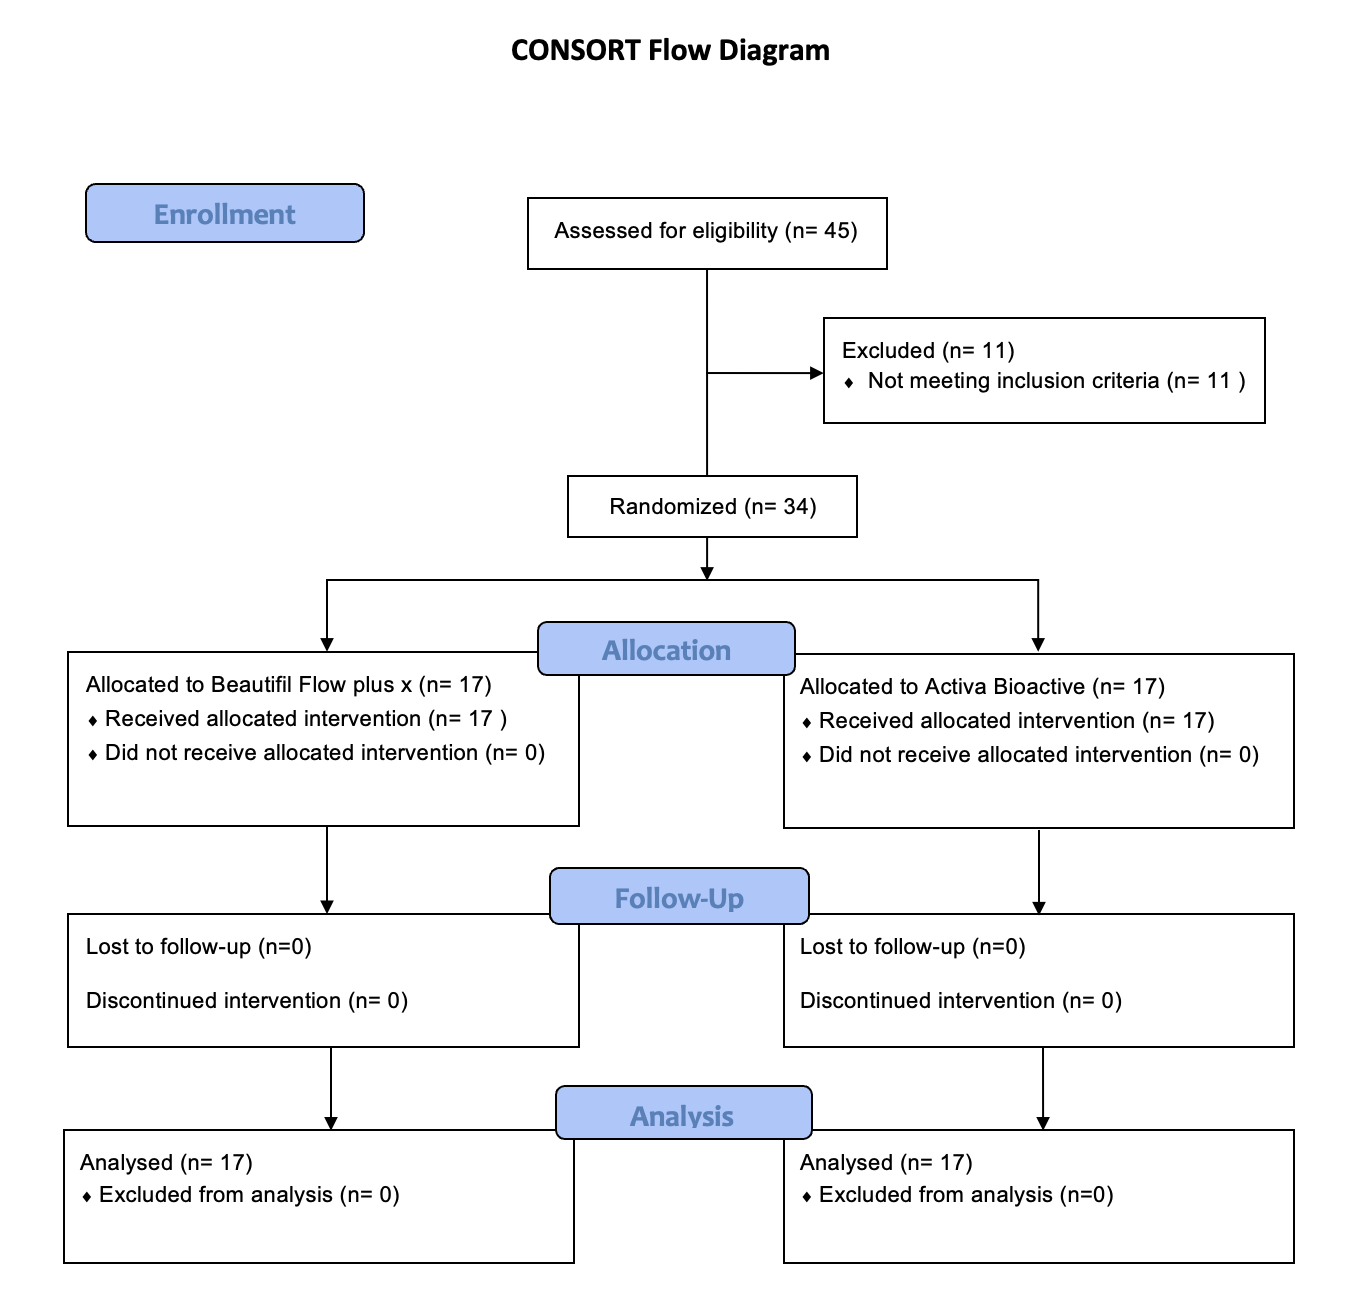 CONSORT Flow Diagram
Enrollment
Assessed for eligibility (n= 45)
Excluded (n= 11)
♦ Not meeting inclusion criteria (n= 11 )
Randomized (n= 34)
Allocation
Allocated to Beautifil Flow plus x (n= 17)
♦ Received allocated intervention (n= 17 )
♦ Did not receive allocated intervention (n= 0)
Allocated to Activa Bioactive (n= 17)
♦ Received allocated intervention (n= 17)
♦ Did not receive allocated intervention (n= 0)
Follow-Up
Lost to follow-up (n=0)
Discontinued intervention (n= 0)
Lost to follow-up (n=0)
Discontinued intervention (n= 0)
Analysis
Analysed (n= 17)
♦ Excluded from analysis (n= 0)
Analysed (n= 17)
♦ Excluded from analysis (n=0)